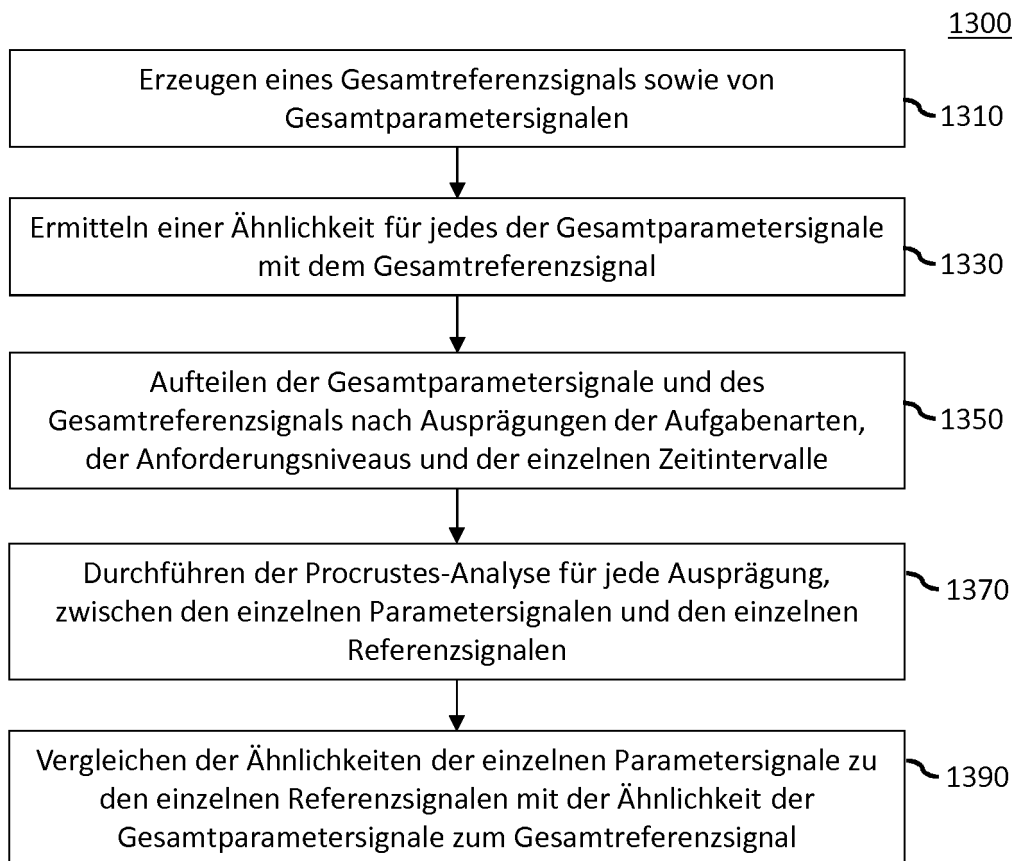 1300
Erzeugen eines Gesamtreferenzsignals sowie von
Gesamtparametersignalen
1310
Ermitteln einer Ähnlichkeit für jedes der Gesamtparametersignale
mit dem Gesamtreferenzsignal
1330
Aufteilen der Gesamtparametersignale und des
Gesamtreferenzsignals nach Ausprägungen der Aufgabenarten,
der Anforderungsniveaus und der einzelnen Zeitintervalle
1350
Durchführen der Procrustes-Analyse für jede Ausprägung,
zwischen den einzelnen Parametersignalen und den einzelnen
Referenzsignalen
1370
Vergleichen der Ähnlichkeiten der einzelnen Parametersignale zu
den einzelnen Referenzsignalen mit der Ähnlichkeit der
Gesamtparametersignale zum Gesamtreferenzsignal
1390